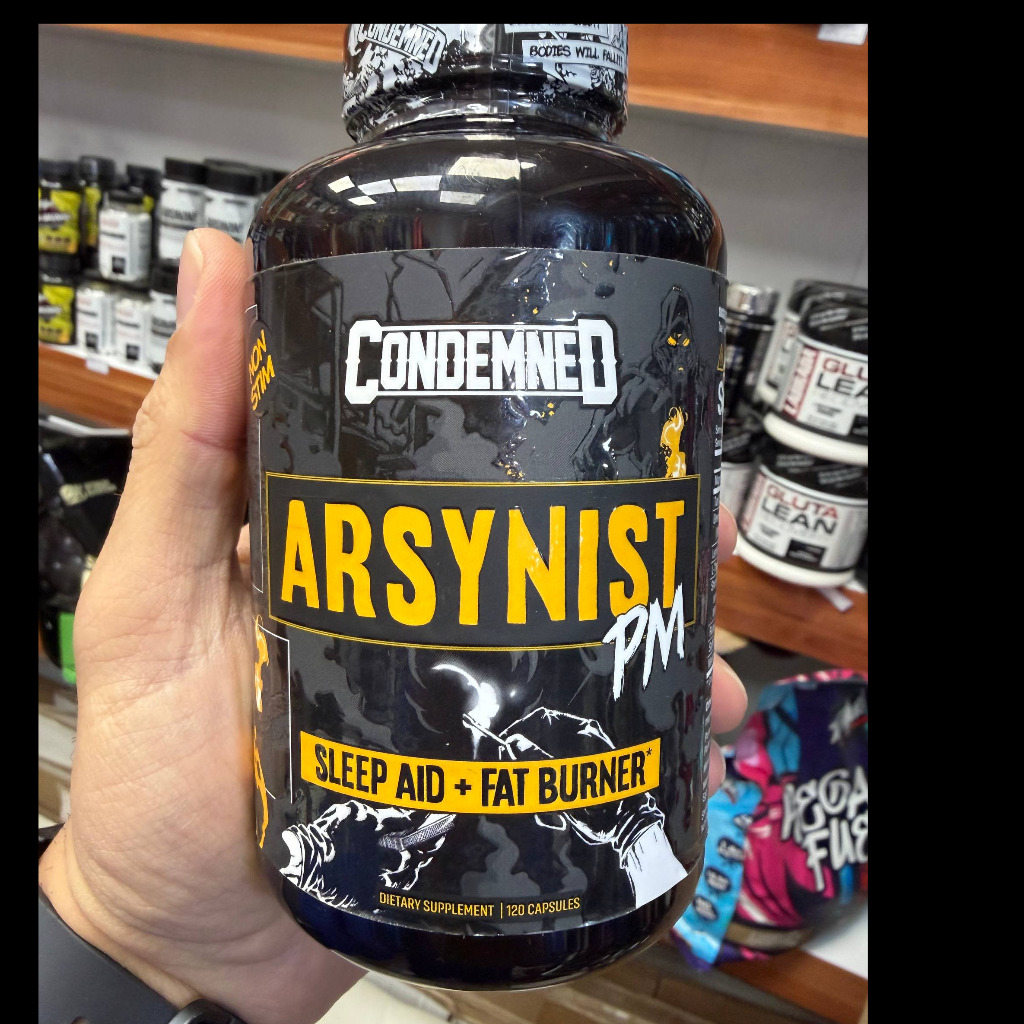 CONDEMNED
BODIES WILL FALL!!!
NON
STIM
CONDEMNED
ARSYNIST
PM
SLEEP AID + FAT BURNER*
DIETARY SUPPLEMENT | 120 CAPSULES
GLUTA
LEAN